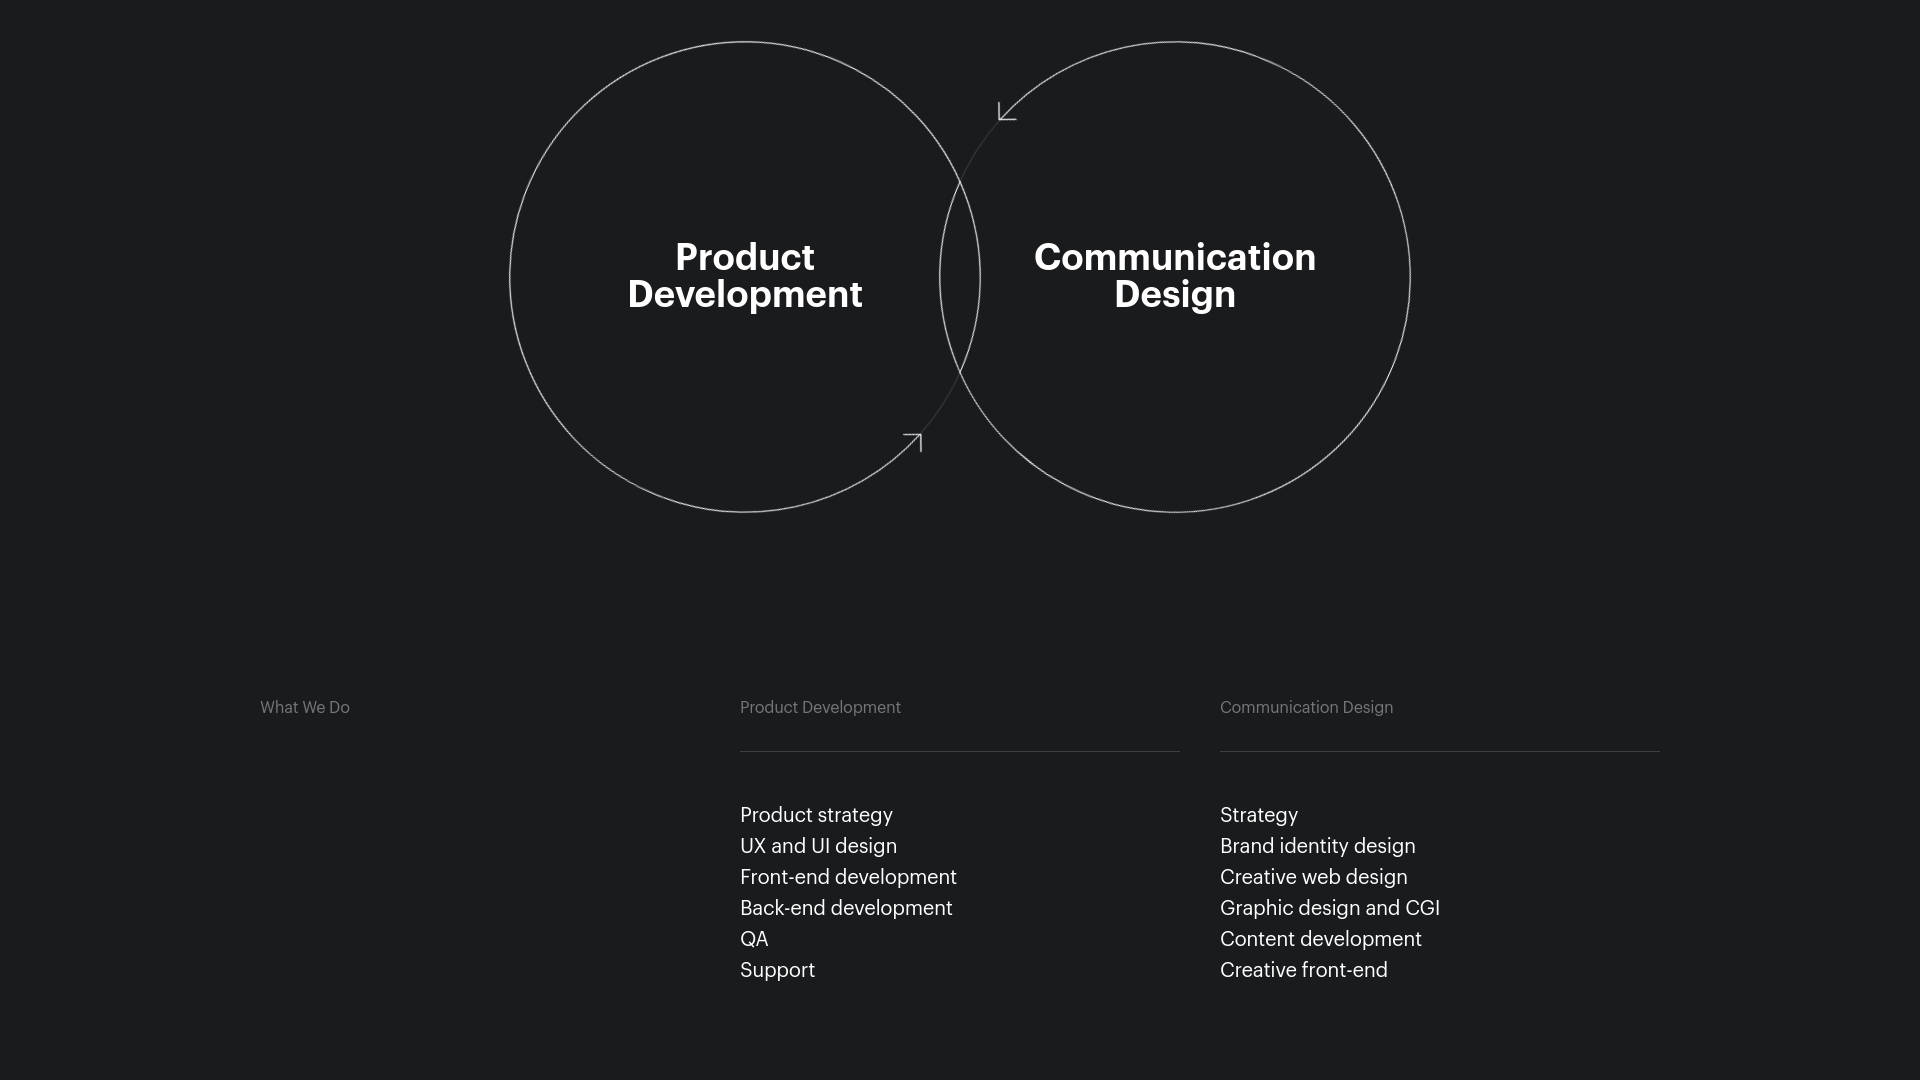 Product
Development
Communication
Design
What We Do
Product Development
Product strategy
UX and UI design
Front-end development
Back-end development
QA
Support
Communication Design
Strategy
Brand identity design
Creative web design
Graphic design and CGI
Content development
Creative front-end